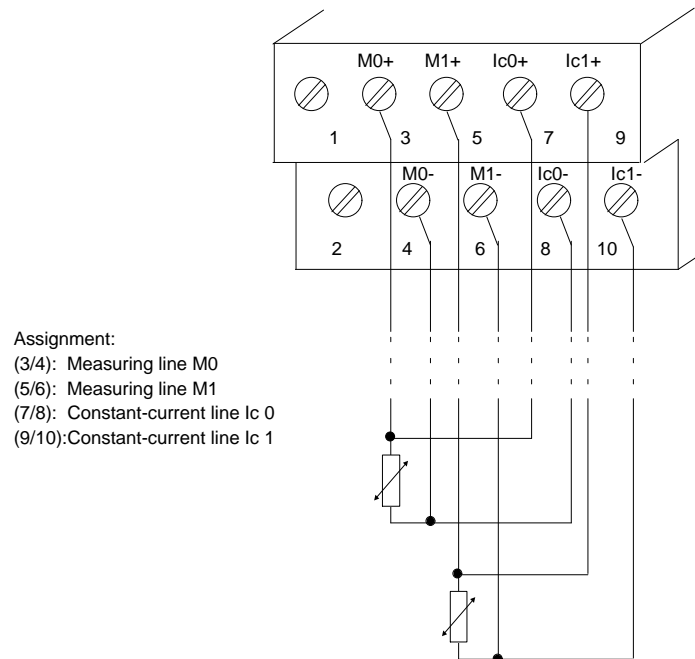 M0+ M1+ Ic0+ Ic1+
1 3 5 7 9
M0- M1- Ic0- Ic1-
2 4 6 8 10
Assignment:
(3/4): Measuring line M0
(5/6): Measuring line M1
(7/8): Constant-current line Ic 0
(9/10):Constant-current line Ic 1